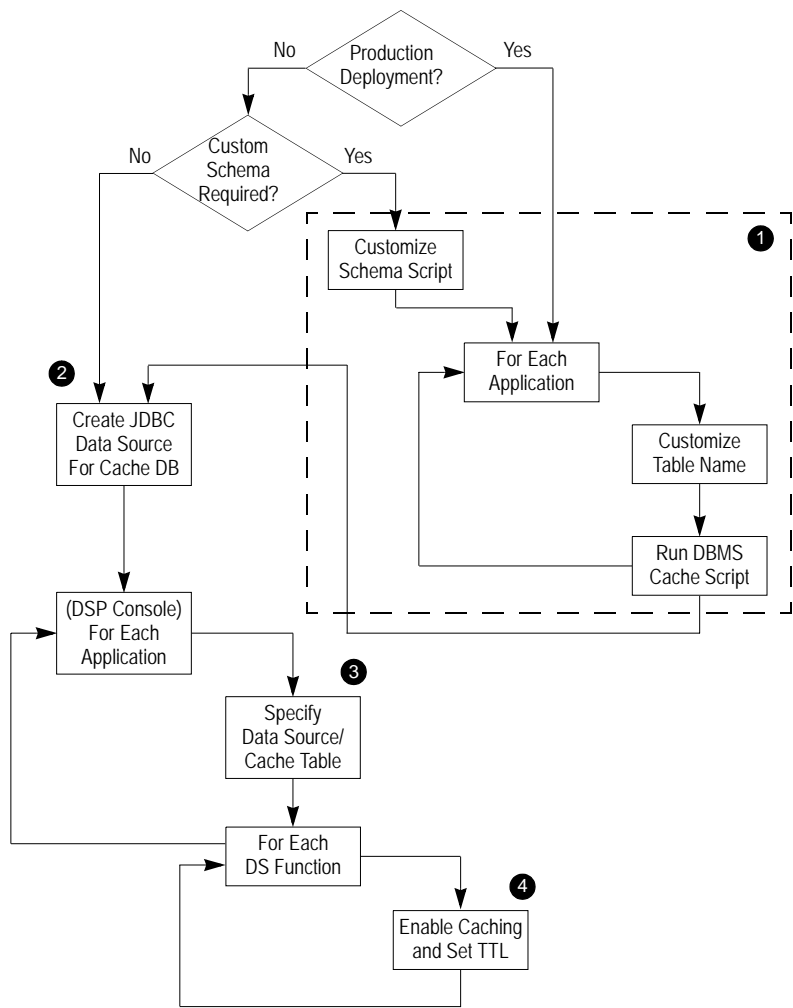 No
Production
Deployment?
Yes
No
Custom
Schema
Required?
Yes
1
Customize
Schema Script
For Each
Application
2
Create JDBC
Data Source
For Cache DB
Customize
Table Name
Run DBMS
Cache Script
(DSP Console)
For Each
Application
3
Specify
Data Source/
Cache Table
For Each
DS Function
4
Enable Caching
and Set TTL